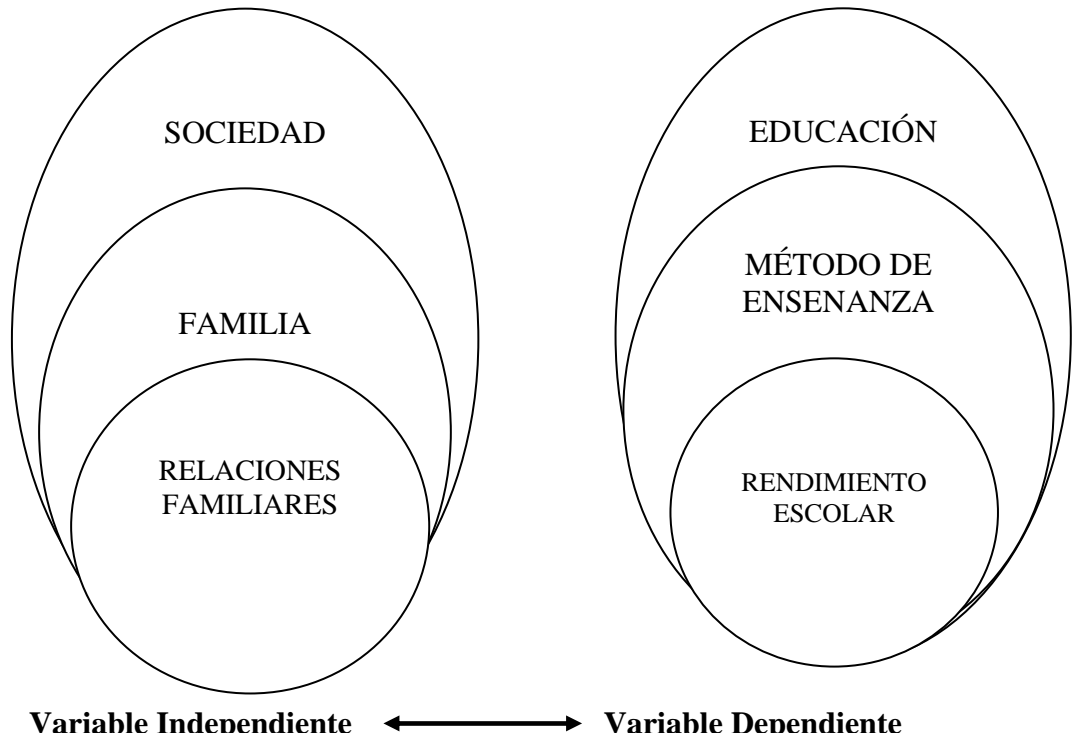 SOCIEDAD
FAMILIA
RELACIONES
FAMILIARES
EDUCACIÓN
MÉTODO DE
ENSENANZA
RENDIMIENTO
ESCOLAR
Variable Independiente
Variable Dependiente